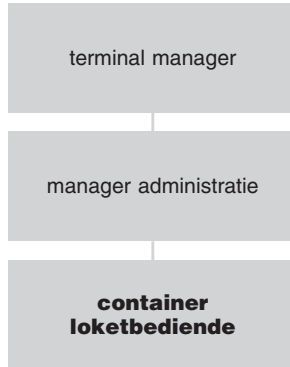 terminal manager
manager administratie
container
loketbediende